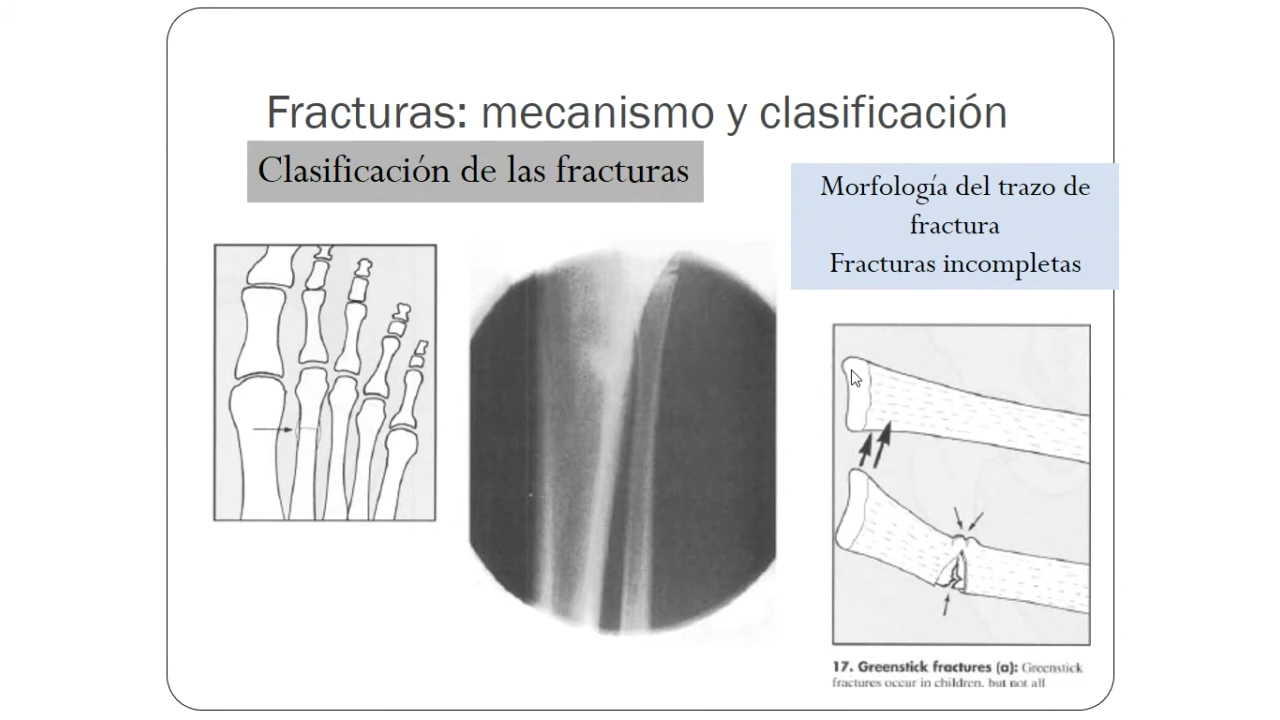 Fracturas: mecanismo y clasificación
Clasificación de las fracturas
Morfología del trazo de
fractura
Fracturas incompletas
17. Greenstick fractures (a): Greenstick
fractures occur in children, but not all